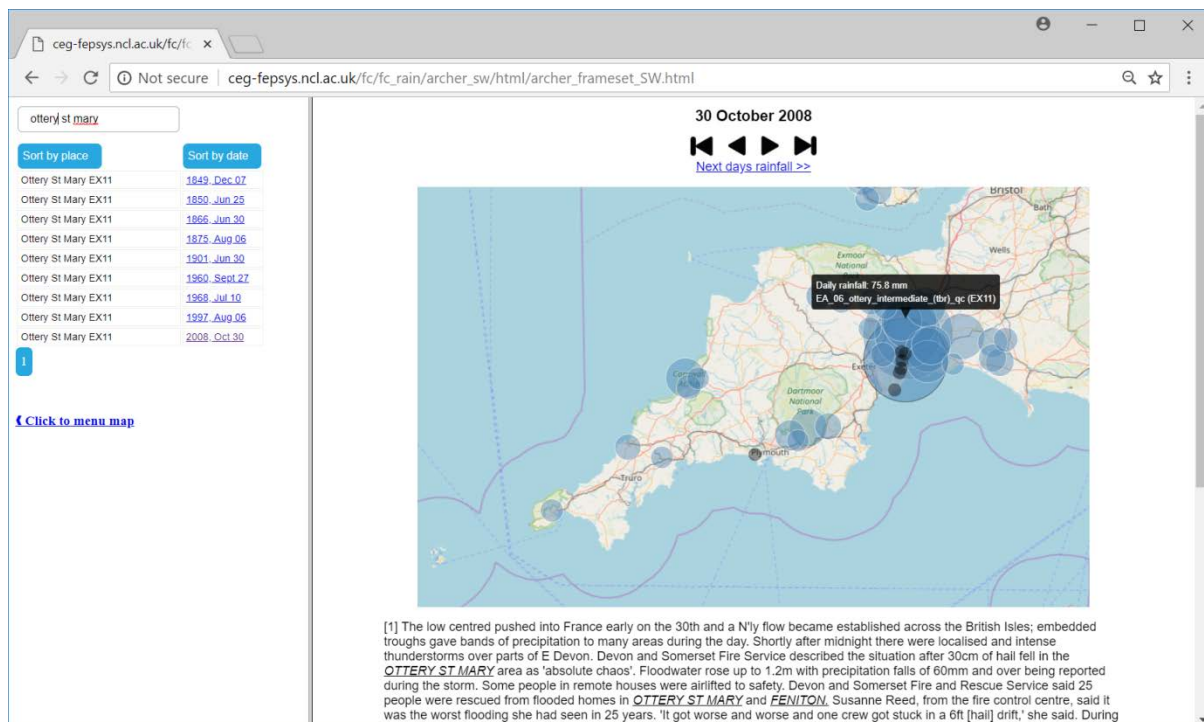 ceg-fepsys.ncl.ac.uk/fc/fc
Not secure
ceg-fepsys.ncl.ac.uk/fc/fc_rain/archer_sw/html/archer_frameset_SW.html
ottery st mary
Sort by place Sort by date
Ottery St Mary EX11 1849, Dec 07
Ottery St Mary EX11 1850, Jun 25
Ottery St Mary EX11 1866, Jun 30
Ottery St Mary EX11 1875, Aug 06
Ottery St Mary EX11 1901, Jun 30
Ottery St Mary EX11 1960, Sept 27
Ottery St Mary EX11 1968, Jul 10
Ottery St Mary EX11 1997, Aug 06
Ottery St Mary EX11 2008, Oct 30
1
Click to menu map
30 October 2008
Next days rainfall >>
Bristol
Bath
Wells
Exmoor
National
Daily rainfall: 75.8 mm
EA_06_ottery_intermediate_(tbr)_qc (EX11)
Exeter
Dartmoor
National
Park
Plymouth
Truro
[1] The low centred pushed into France early on the 30th and a N'ly flow became established across the British Isles; embedded
troughs gave bands of precipitation to many areas during the day. Shortly after midnight there were localised and intense
thunderstorms over parts of E Devon. Devon and Somerset Fire Service described the situation after 30cm of hail fell in the
OTTERY ST MARY area as 'absolute chaos'. Floodwater rose up to 1.2m with precipitation falls of 60mm and over being reported
during the storm. Some people in remote houses were airlifted to safety. Devon and Somerset Fire and Rescue Service said 25
people were rescued from flooded homes in OTTERY ST MARY and FENITON. Susanne Reed, from the fire control centre, said it
was the worst flooding she had seen in 25 years. 'It got worse and worse and one crew got stuck in a 6ft [hail] drift,' she said. During